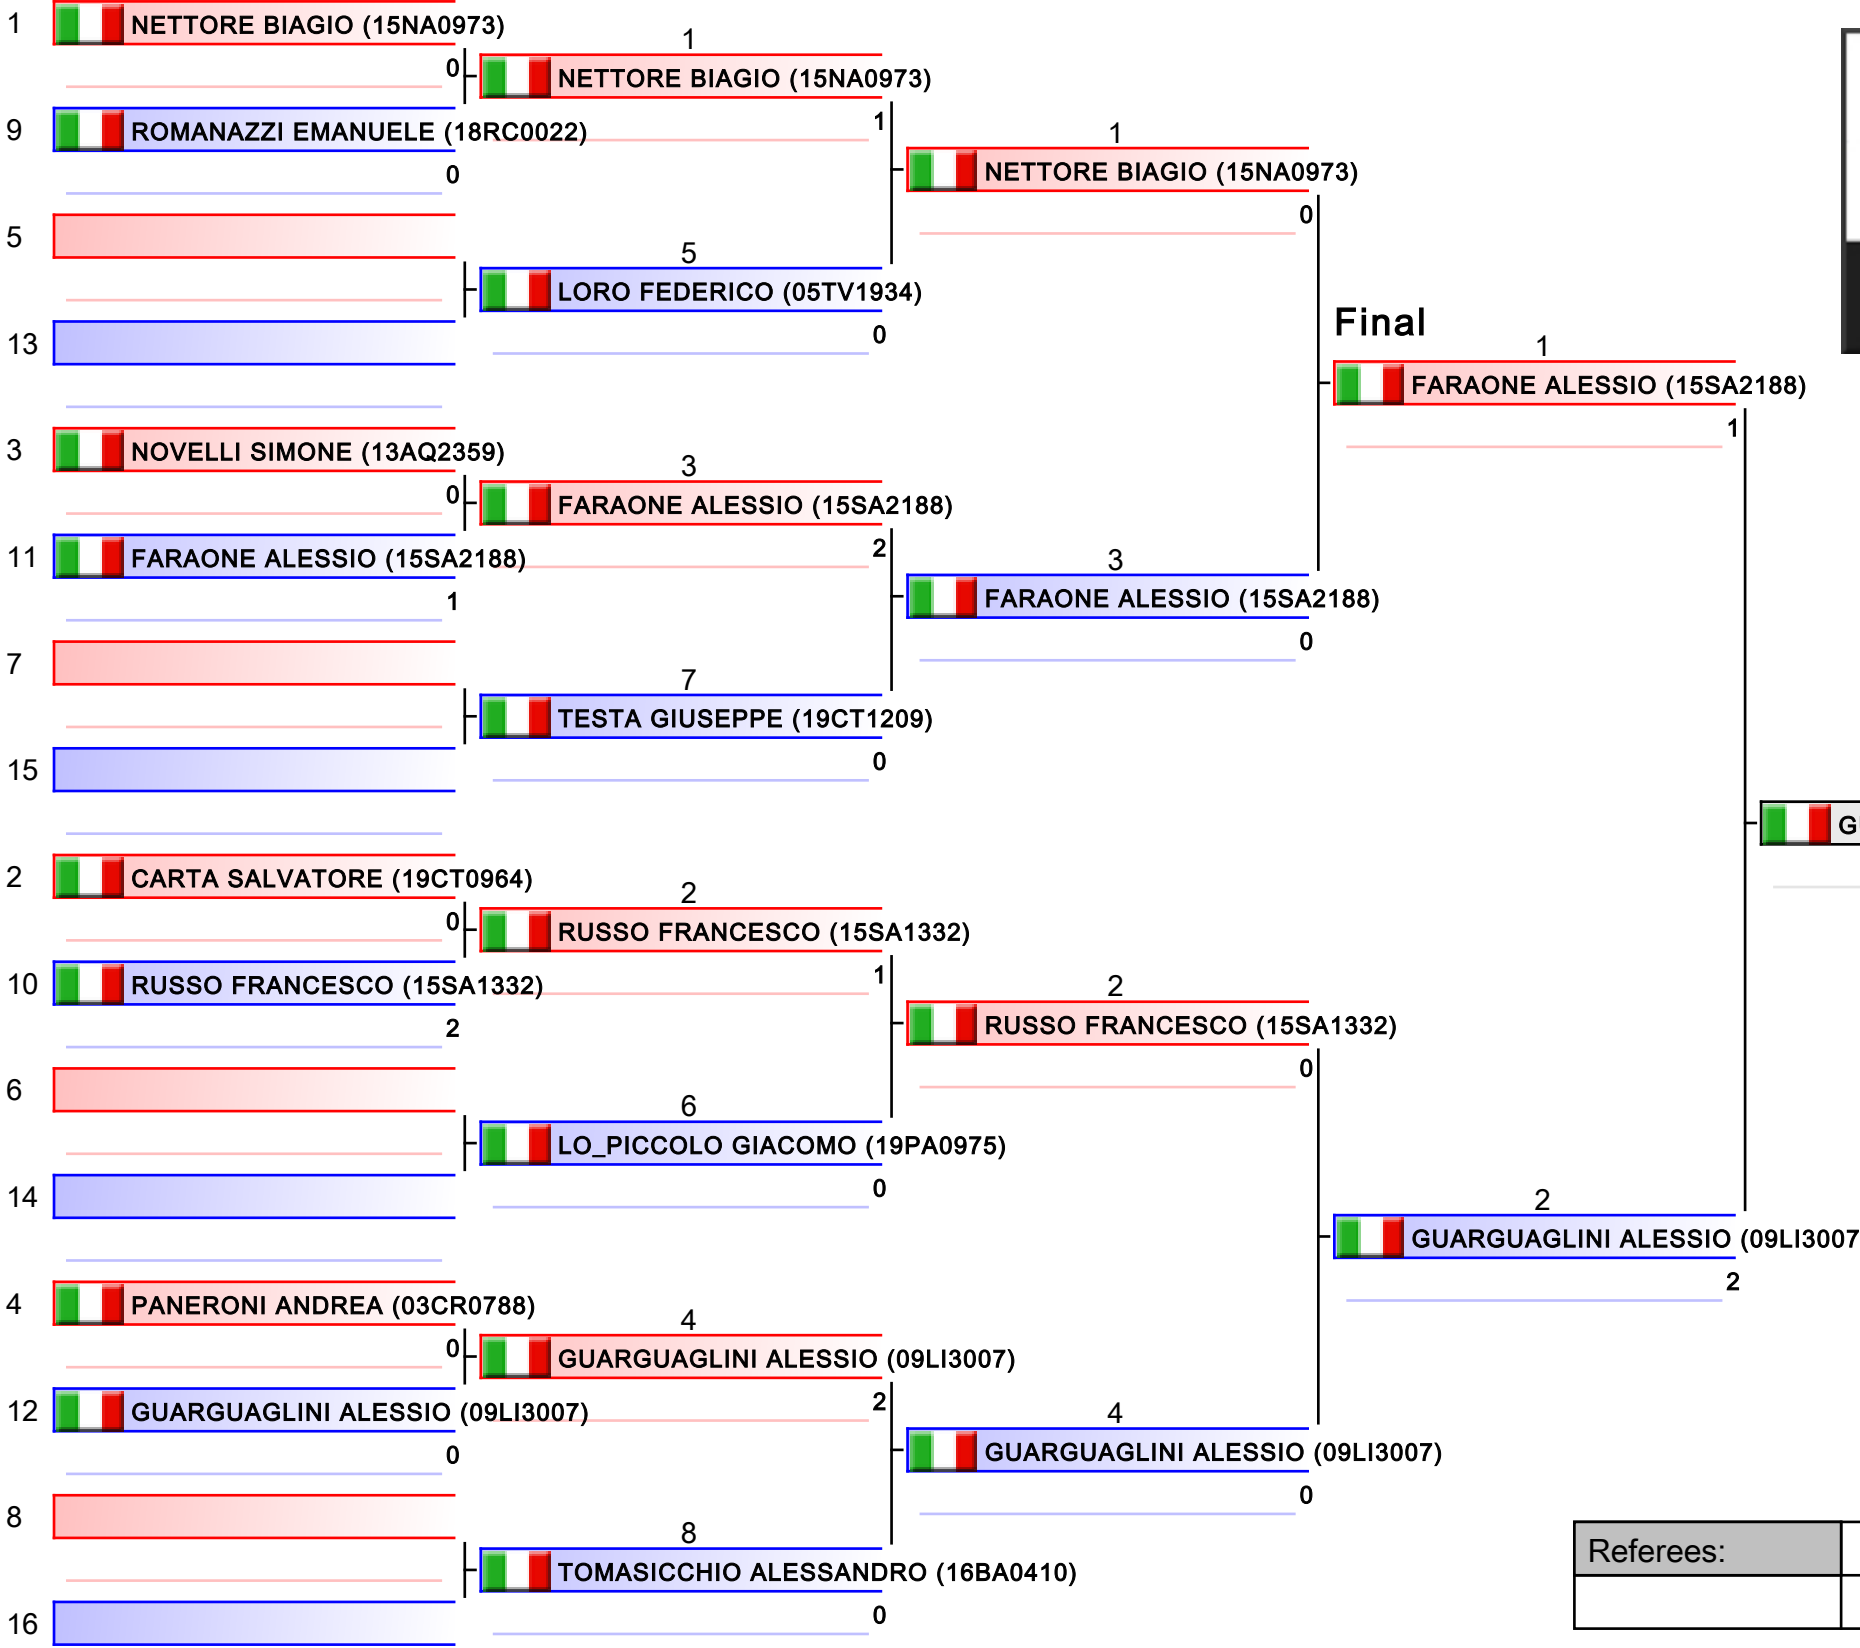 1 NETTORE BIAGIO (15NA0973)
0
9 ROMANAZZI EMANUELE (18RC0022)
0
5
13
3 NOVELLI SIMONE (13AQ2359)
0
11 FARAONE ALESSIO (15SA2188)
1
7
15
2 CARTA SALVATORE (19CT0964)
0
10 RUSSO FRANCESCO (15SA1332)
2
6
14
4 PANERONI ANDREA (03CR0788)
0
12 GUARGUAGLINI ALESSIO (09LI3007)
0
8
16
1
NETTORE BIAGIO (15NA0973)
1
5
LORO FEDERICO (05TV1934)
0
3
FARAONE ALESSIO (15SA2188)
2
7
TESTA GIUSEPPE (19CT1209)
0
2
RUSSO FRANCESCO (15SA1332)
1
6
LO_PICCOLO GIACOMO (19PA0975)
0
4
GUARGUAGLINI ALESSIO (09LI3007)
2
8
TOMASICCHIO ALESSANDRO (16BA0410)
0
1
NETTORE BIAGIO (15NA0973)
0
3
FARAONE ALESSIO (15SA2188)
0
2
RUSSO FRANCESCO (15SA1332)
0
4
GUARGUAGLINI ALESSIO (09LI3007)
0
Final
1
FARAONE ALESSIO (15SA2188)
1
2
GUARGUAGLINI ALESSIO (09LI3007
2
Referees: